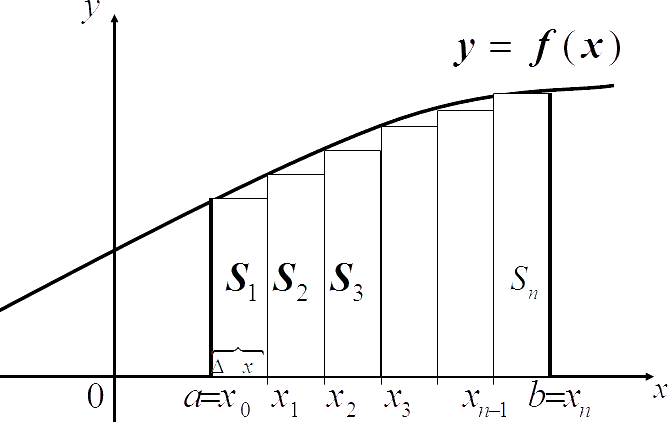 y
y = f(x)
S₁ S₂ S₃ Sₙ
Δ x
0 a=x₀ x₁ x₂ x₃ xₙ₋₁ b=xₙ x